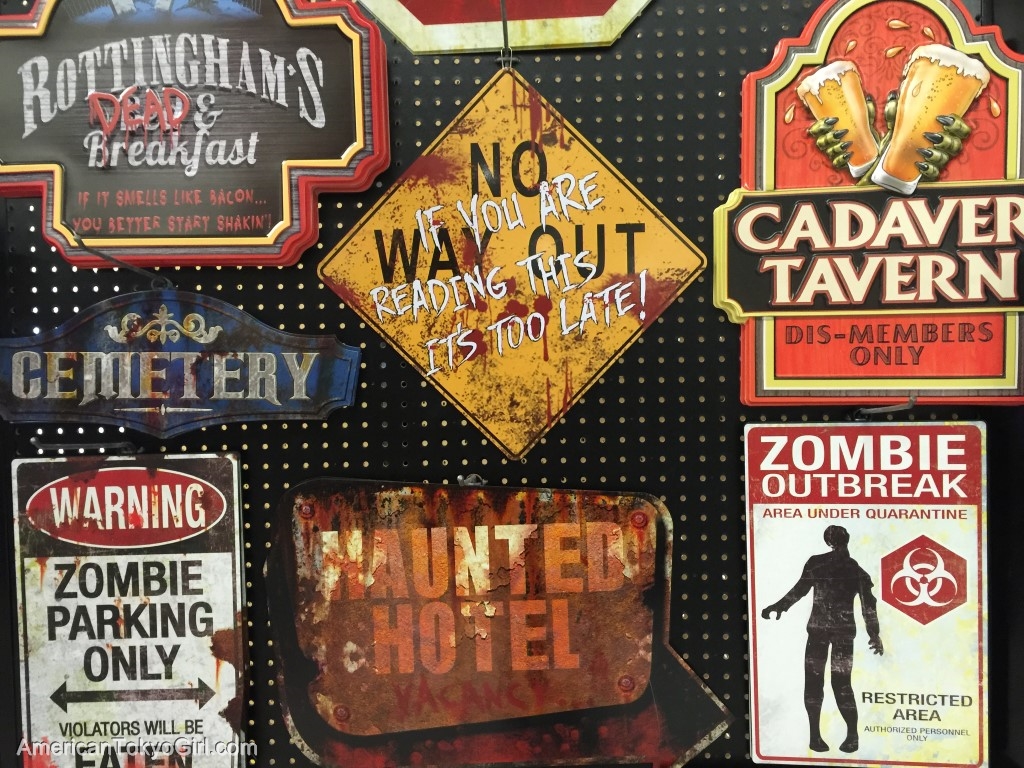 ROTTINGHAM'S
DEAD &
Breakfast
IF IT SMELLS LIKE BACON...
YOU BETTER START SHAKIN'!
NO
WAY OUT
IF YOU ARE
READING THIS
IT'S TOO LATE!
CADAVER
TAVERN
DIS-MEMBERS
ONLY
CEMETERY
WARNING
ZOMBIE
PARKING
ONLY
VIOLATORS WILL BE
EATEN
HAUNTED
HOTEL
VACANCY
ZOMBIE
OUTBREAK
AREA UNDER QUARANTINE
RESTRICTED
AREA
AUTHORIZED PERSONNEL
ONLY
AmericanTokyoGirl.com